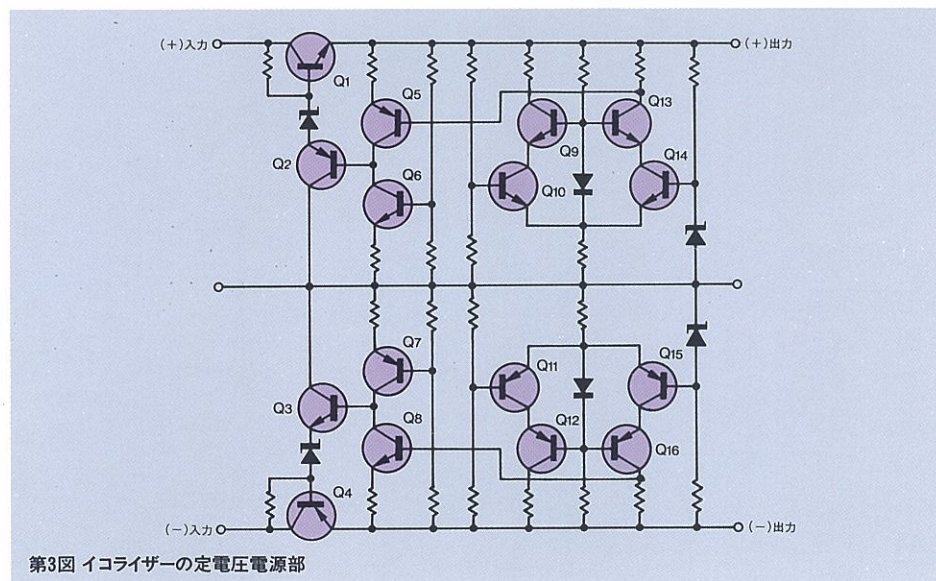 (+)入力
(+)出力
Q1
Q5
Q13
Q2
Q9
Q14
Q6
Q10
Q7
Q11
Q15
Q3
Q8
Q12
Q16
Q4
(-)入力
(-)出力
第3図 イコライザーの定電圧電源部